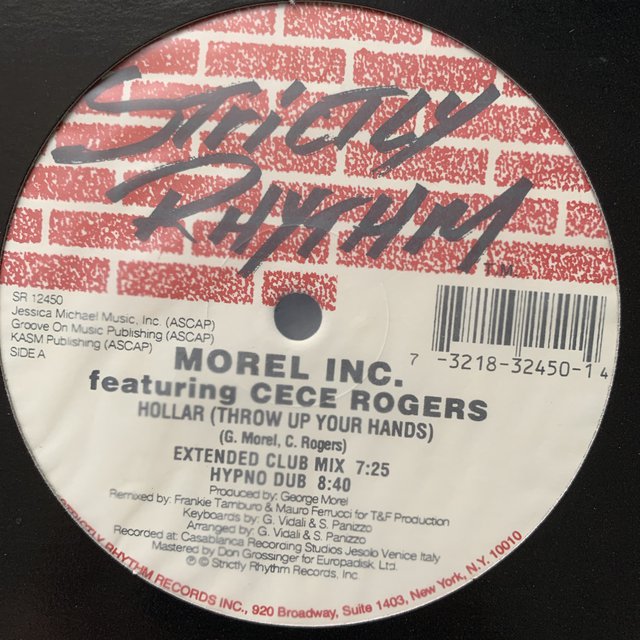 STRICTLY
RHYTHM
T.M.
SR 12450
Jessica Michael Music, Inc. (ASCAP)
Groove On Music Publishing (ASCAP)
KASM Publishing (ASCAP)
SIDE A
7 -3218-32450-1 4
MOREL INC.
featuring CECE ROGERS
HOLLAR (THROW UP YOUR HANDS)
(G. Morel, C. Rogers)
EXTENDED CLUB MIX 7:25
HYPNO DUB 8:40
Produced by: George Morel
Remixed by: Frankie Tamburo & Mauro Ferrucci for T&F Production
Keyboards by: G. Vidali & S. Panizzo
Arranged by: G. Vidali & S. Panizzo
Recorded at: Casablanca Recording Studios Jesolo Venice Italy
Mastered by Don Grossinger for Europadisk, Ltd.
℗ © Strictly Rhythm Records, Inc.
STRICTLY RHYTHM RECORDS INC., 920 Broadway, Suite 1403, New York, N.Y. 10010